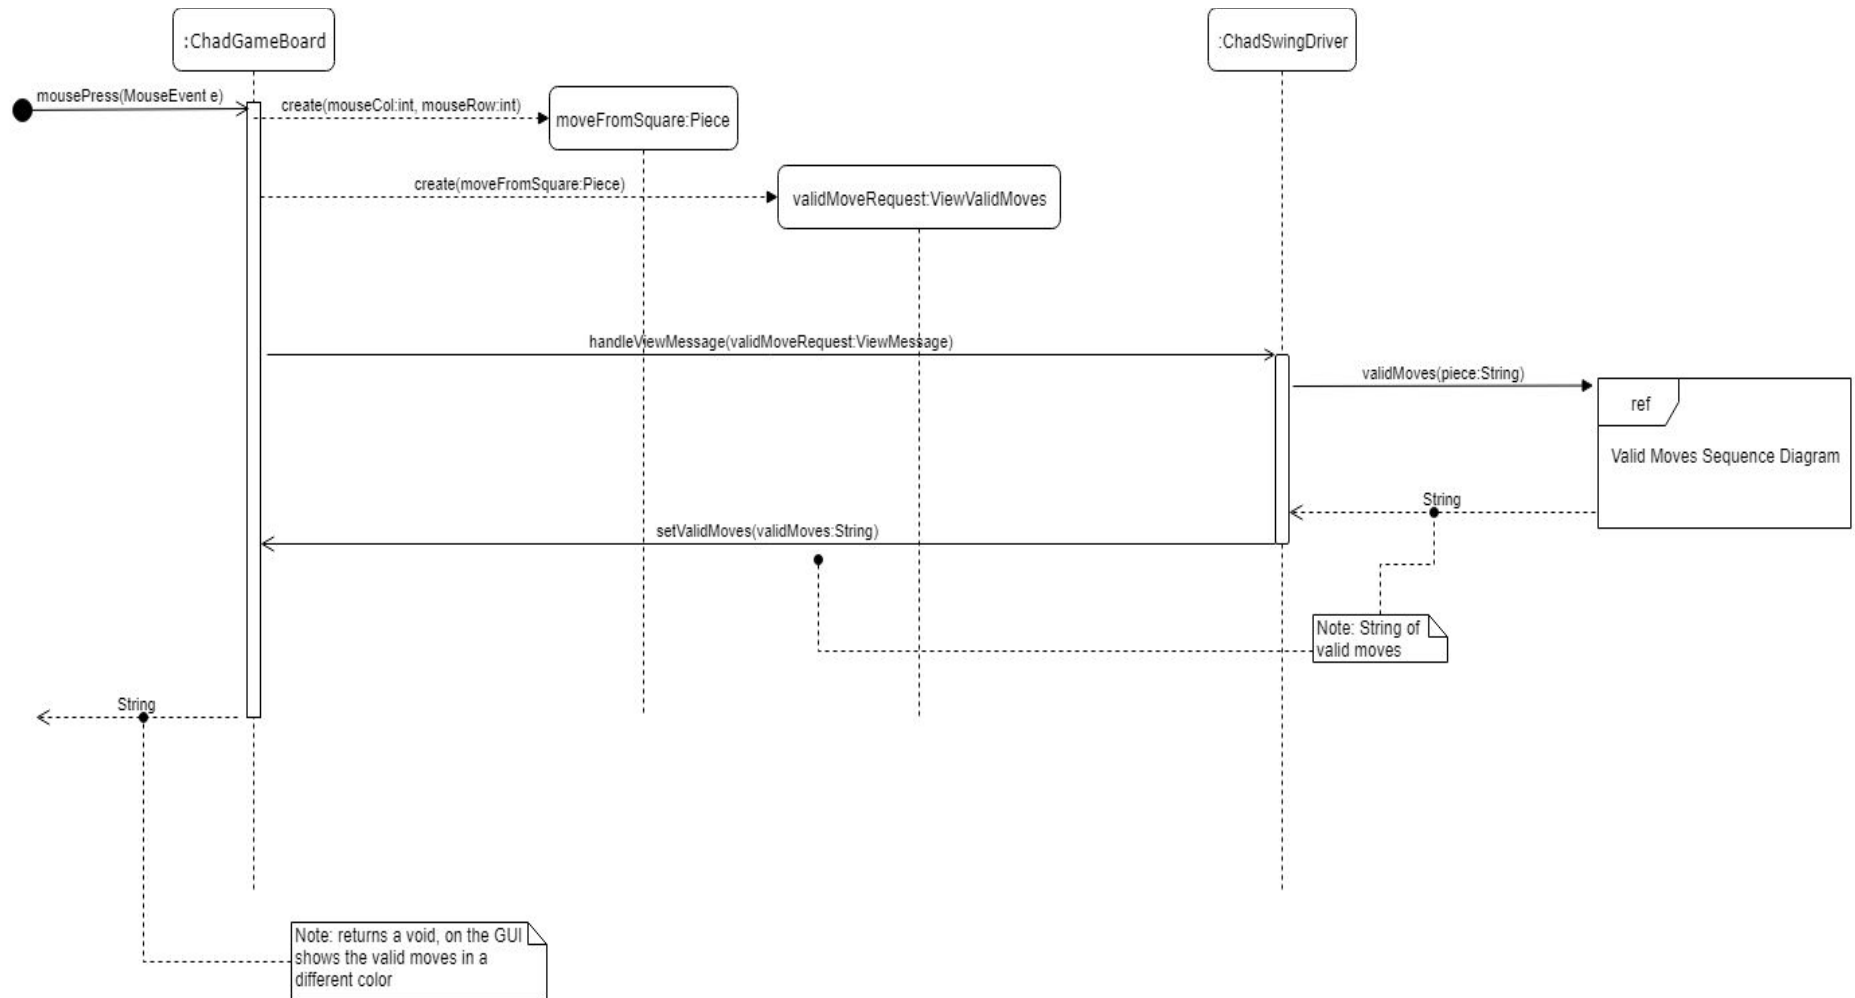 :ChadGameBoard
:ChadSwingDriver
mousePress(MouseEvent e)
create(mouseCol:int, mouseRow:int)
moveFromSquare:Piece
create(moveFromSquare:Piece)
validMoveRequest:ViewValidMoves
handleViewMessage(validMoveRequest:ViewMessage)
validMoves(piece:String)
ref
Valid Moves Sequence Diagram
String
setValidMoves(validMoves:String)
Note: String of
valid moves
String
Note: returns a void, on the GUI
shows the valid moves in a
different color